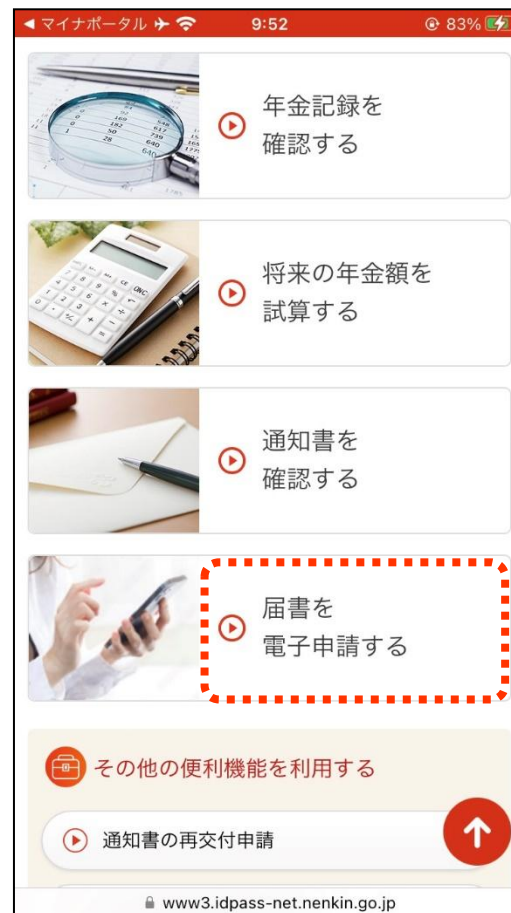 マイナポータル 9:52 83%
年金記録を
確認する
将来の年金額を
試算する
通知書を
確認する
届書を
電子申請する
その他の便利機能を利用する
通知書の再交付申請
www3.idpass-net.nenkin.go.jp